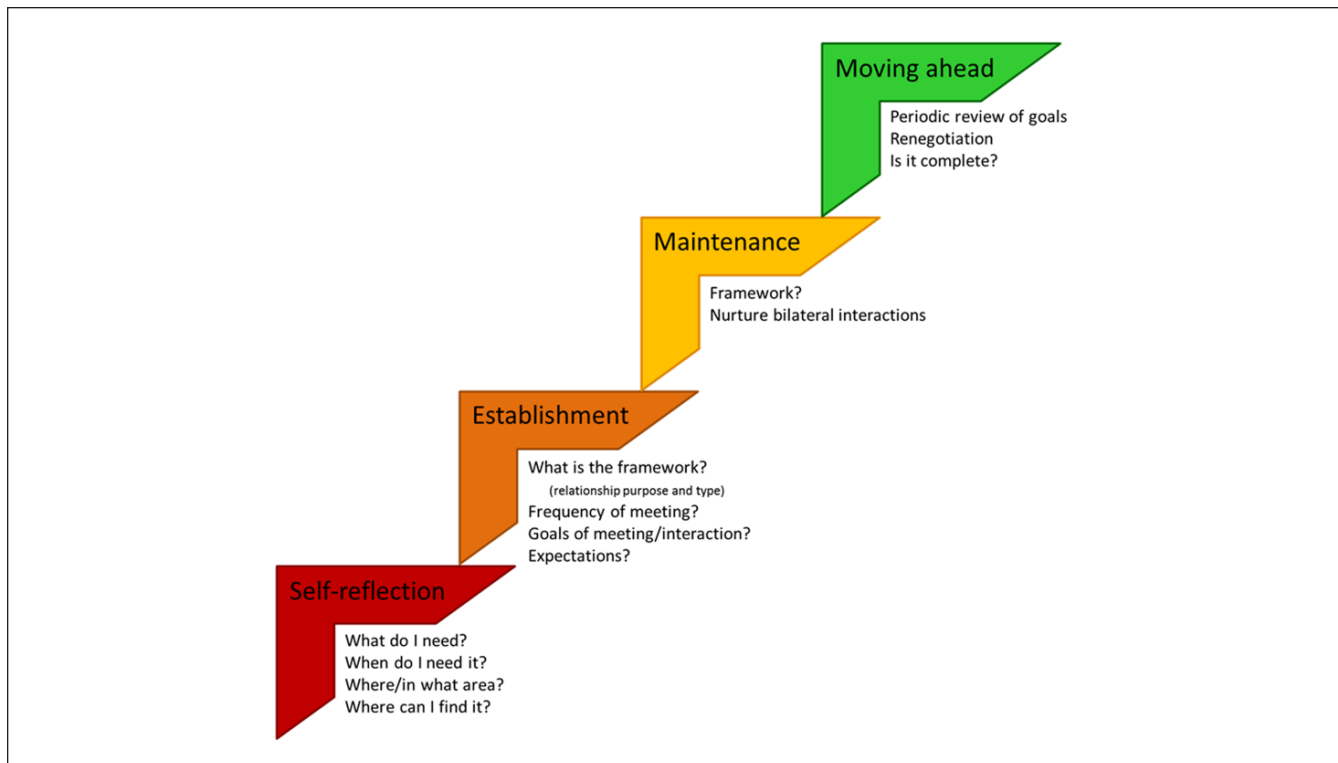 Moving ahead
Periodic review of goals
Renegotiation
Is it complete?
Maintenance
Framework?
Nurture bilateral interactions
Establishment
What is the framework?
(relationship purpose and type)
Frequency of meeting?
Goals of meeting/interaction?
Expectations?
Self-reflection
What do I need?
When do I need it?
Where/in what area?
Where can I find it?